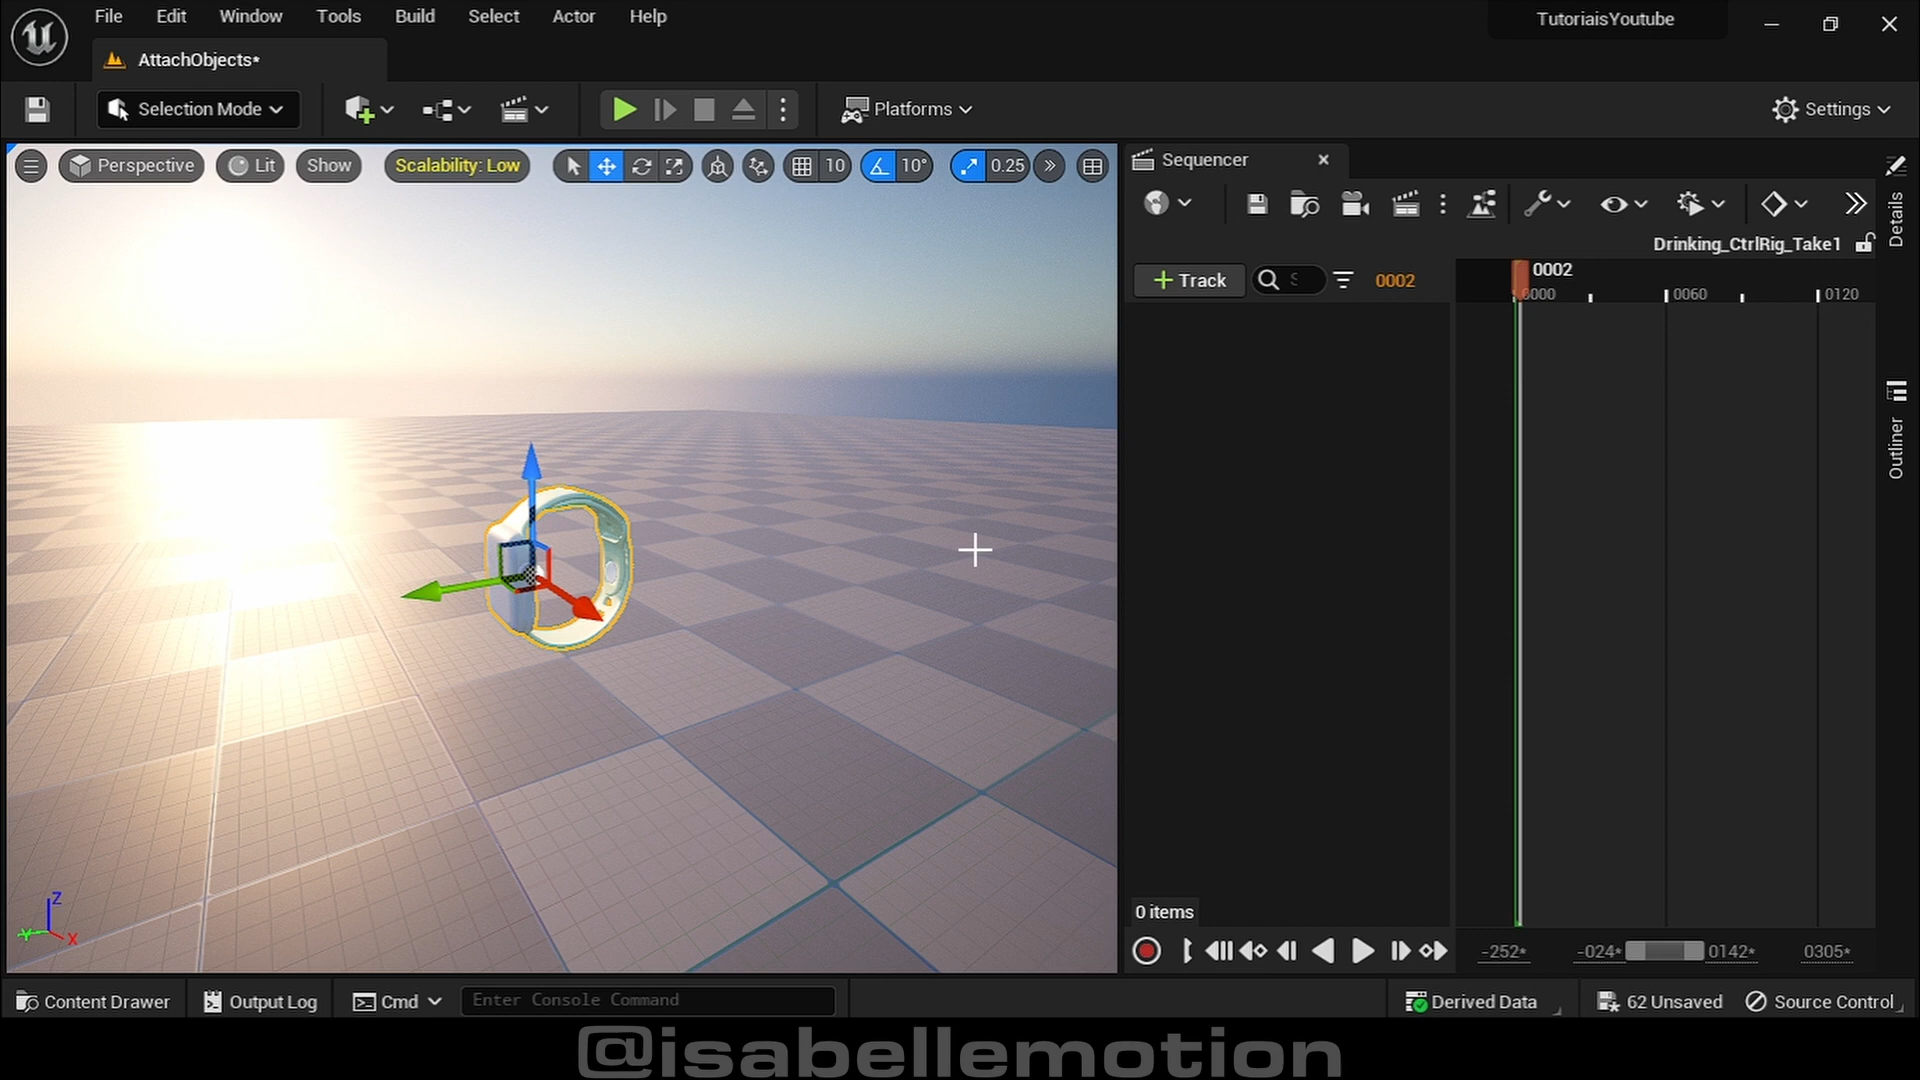 File Edit Window Tools Build Select Actor Help
TutoriaisYoutube
AttachObjects*
Selection Mode
Platforms
Settings
Perspective
Lit
Show
Scalability: Low
10
10°
0.25
Sequencer
Details
Drinking_CtrlRig_Take1
Track
S
0002
0002
0000
0060
0120
Outliner
Z
Y
X
0 items
-252*
-024*
0142*
0305*
Content Drawer
Output Log
Cmd
Enter Console Command
Derived Data
62 Unsaved
Source Control
@isabellemotion